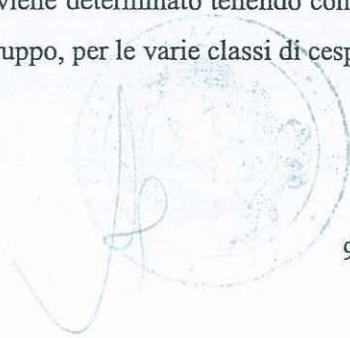 viene determinato tenendo con
uppo, per le varie classi di cesp
9